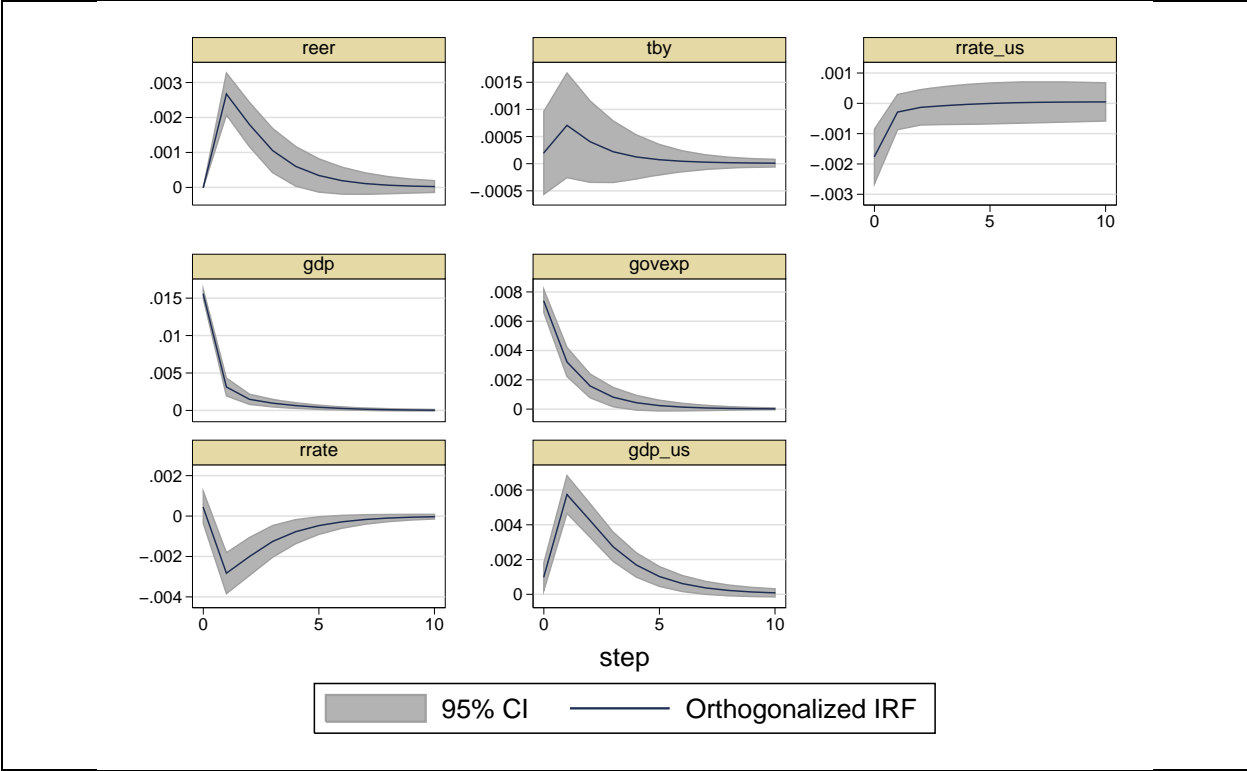 reer
.003
.002
.001
0
tby
.0015
.001
.0005
0
−.0005
rrate_us
.001
0
−.001
−.002
−.003
0 5 10
gdp
.015
.01
.005
0
govexp
.008
.006
.004
.002
0
rrate
.002
0
−.002
−.004
0 5 10
gdp_us
.006
.004
.002
0
0 5 10
step
95% CI Orthogonalized IRF